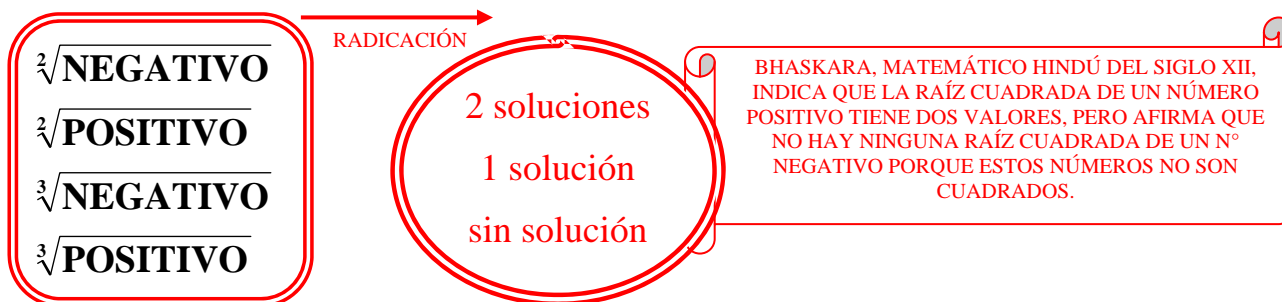 ²√NEGATIVO
²√POSITIVO
³√NEGATIVO
³√POSITIVO
RADICACIÓN
2 soluciones
1 solución
sin solución
BHASKARA, MATEMÁTICO HINDÚ DEL SIGLO XII,
INDICA QUE LA RAÍZ CUADRADA DE UN NÚMERO
POSITIVO TIENE DOS VALORES, PERO AFIRMA QUE
NO HAY NINGUNA RAÍZ CUADRADA DE UN N°
NEGATIVO PORQUE ESTOS NÚMEROS NO SON
CUADRADOS.